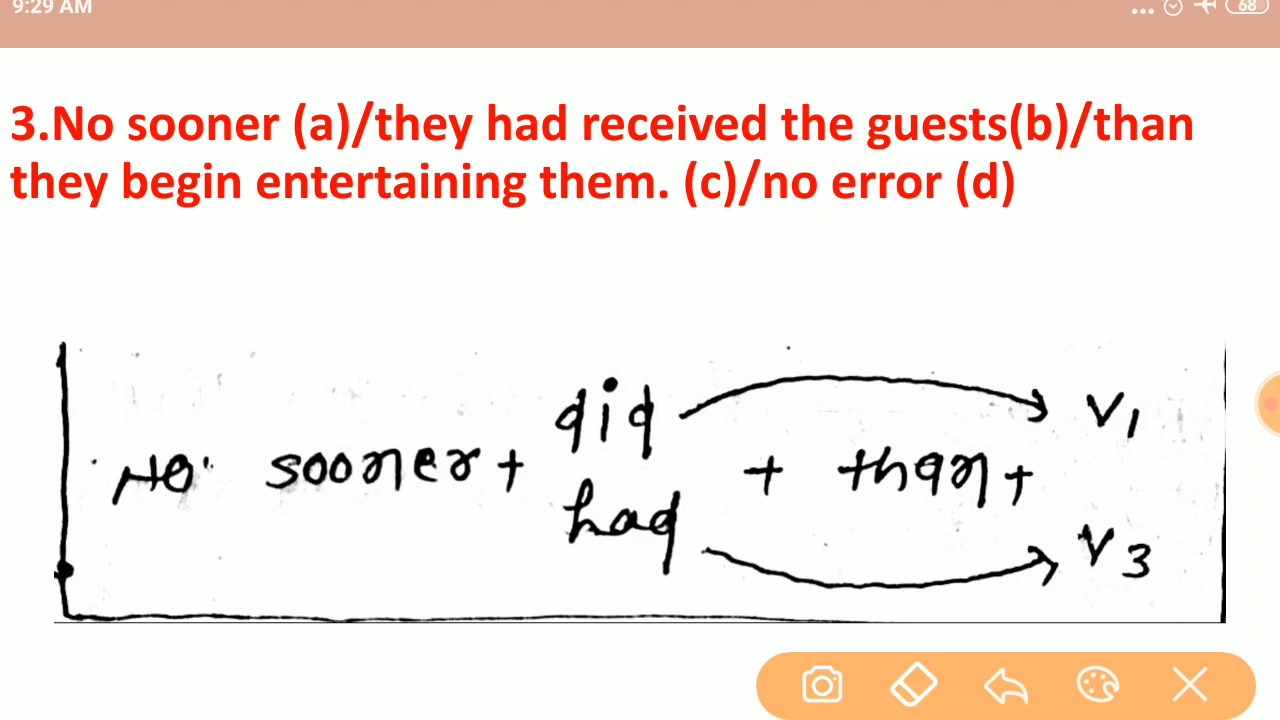 9:29 AM
68
3.No sooner (a)/they had received the guests(b)/than
they begin entertaining them. (c)/no error (d)
did → V1
No sooner + + than +
had → V3